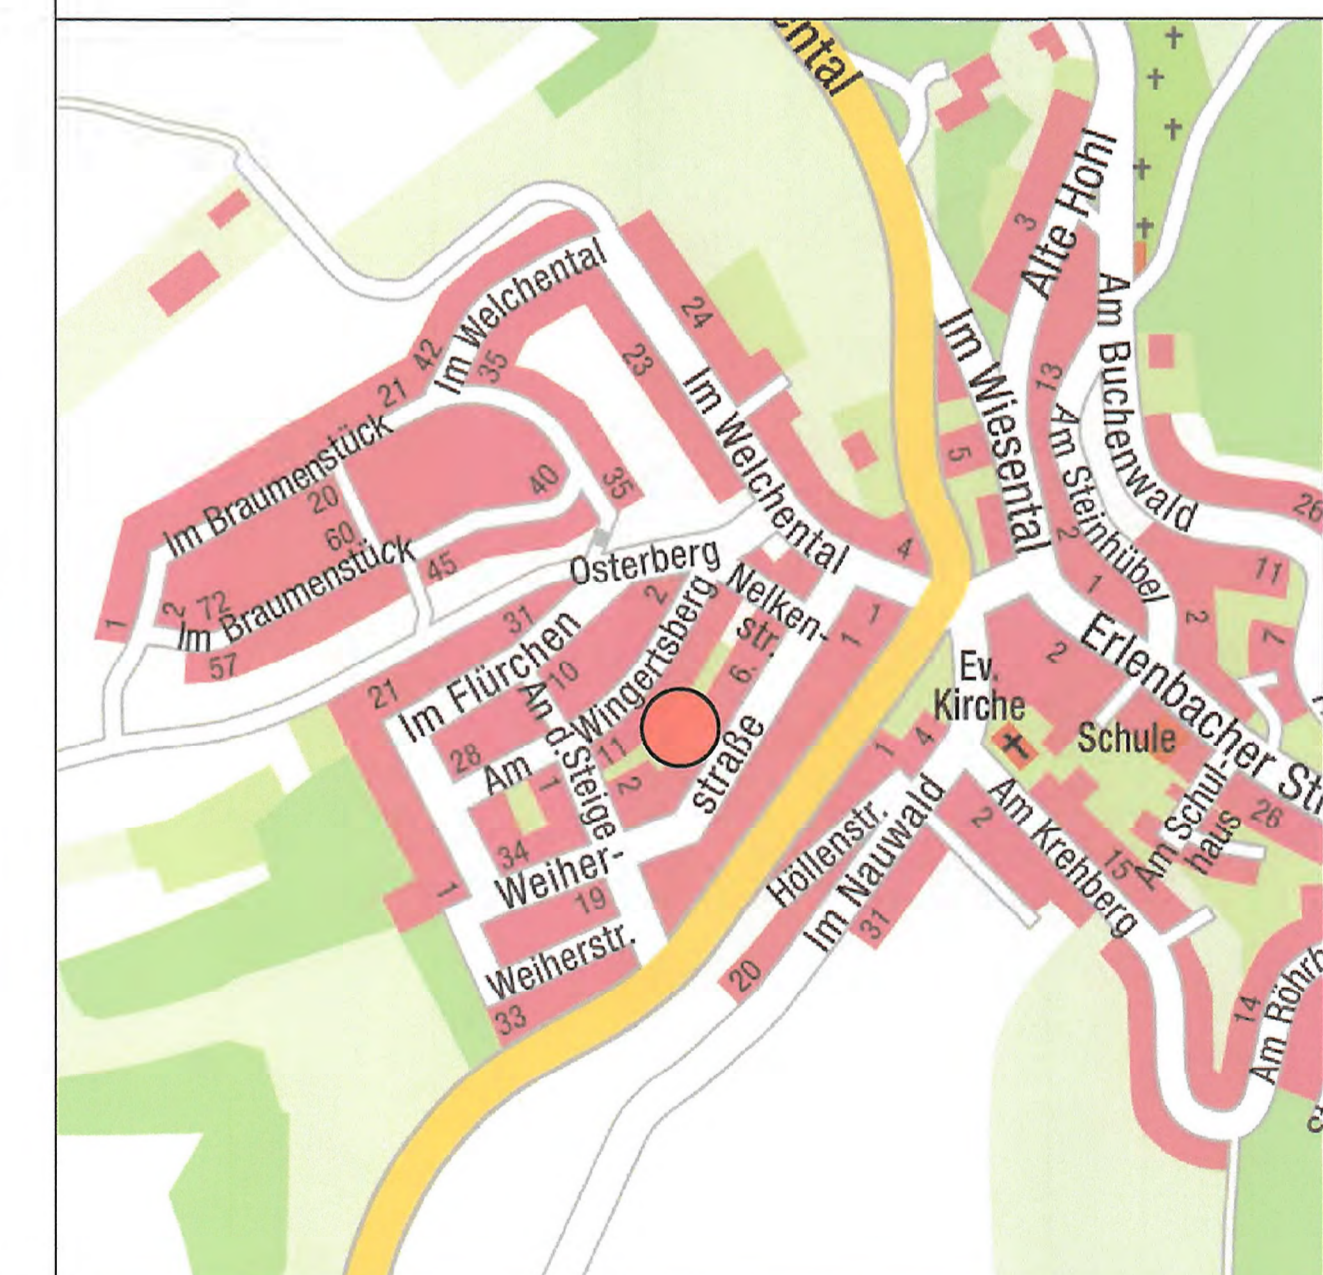 ental
Alte Hohl
3
Im Welchental
24
Am Buchenwald
42
35
23
Im Wiesental
21
13
Im Welchental
Am Steinhübel
Im Braumenstück
5
40
35
20
26
60
2
4
Osterberg
45
11
Im Braumenstück
72
2
1
57
31
2
Nelken-
str.
1
1
1
2
7
Erlenbacher Str
2
Im Flürchen
10
Wingertsberg
6
21
An d. Steige
Ev.
Kirche
Schule
28
Am
11
1
2
straße
1
4
Am Schul-
haus
26
Höllenstr.
Im Nauwald
2
Am Krehberg
15
34
Weiher-
1
19
31
Weiherstr.
20
33
14
Am Röhrb